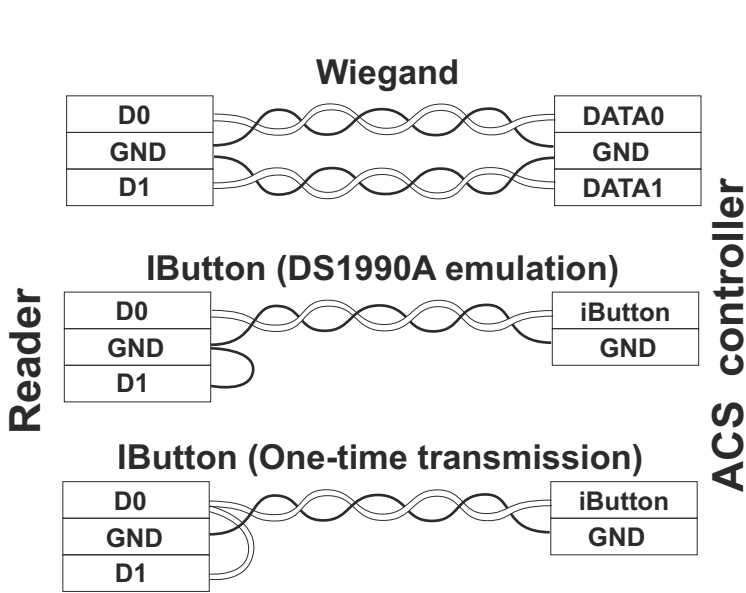 Wiegand
D0
GND
D1
DATA0
GND
DATA1
IButton (DS1990A emulation)
D0
GND
D1
iButton
GND
IButton (One-time transmission)
D0
GND
D1
iButton
GND
Reader
ACS controller